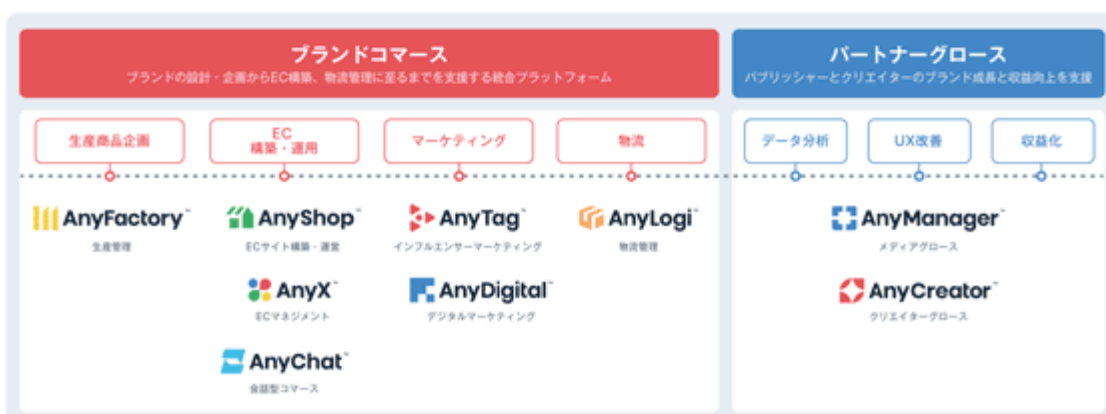 ブランドコマース
ブランドの設計・企画からEC構築、物流管理に至るまでを支援する統合プラットフォーム
パートナーグロース
パブリッシャーとクリエイターのブランド成長と収益向上を支援
生産商品企画
EC
構築・運用
マーケティング
物流
データ分析
UX改善
収益化
AnyFactory™
生産管理
AnyShop™
ECサイト構築・運営
AnyTag™
インフルエンサーマーケティング
AnyLogi™
物流管理
AnyManager™
メディアグロース
AnyX™
ECマネジメント
AnyDigital™
デジタルマーケティング
AnyCreator™
クリエイターグロース
AnyChat™
会話型コマース